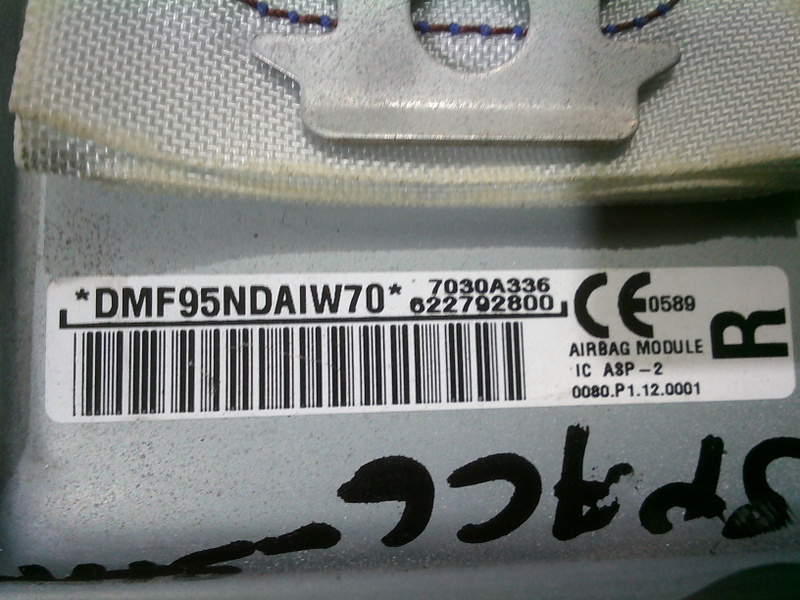 *DMF95NDAIW70*
7030A336
622792800
CE 0589
AIRBAG MODULE
IC ASP-2
0080.P1.12.0001
R